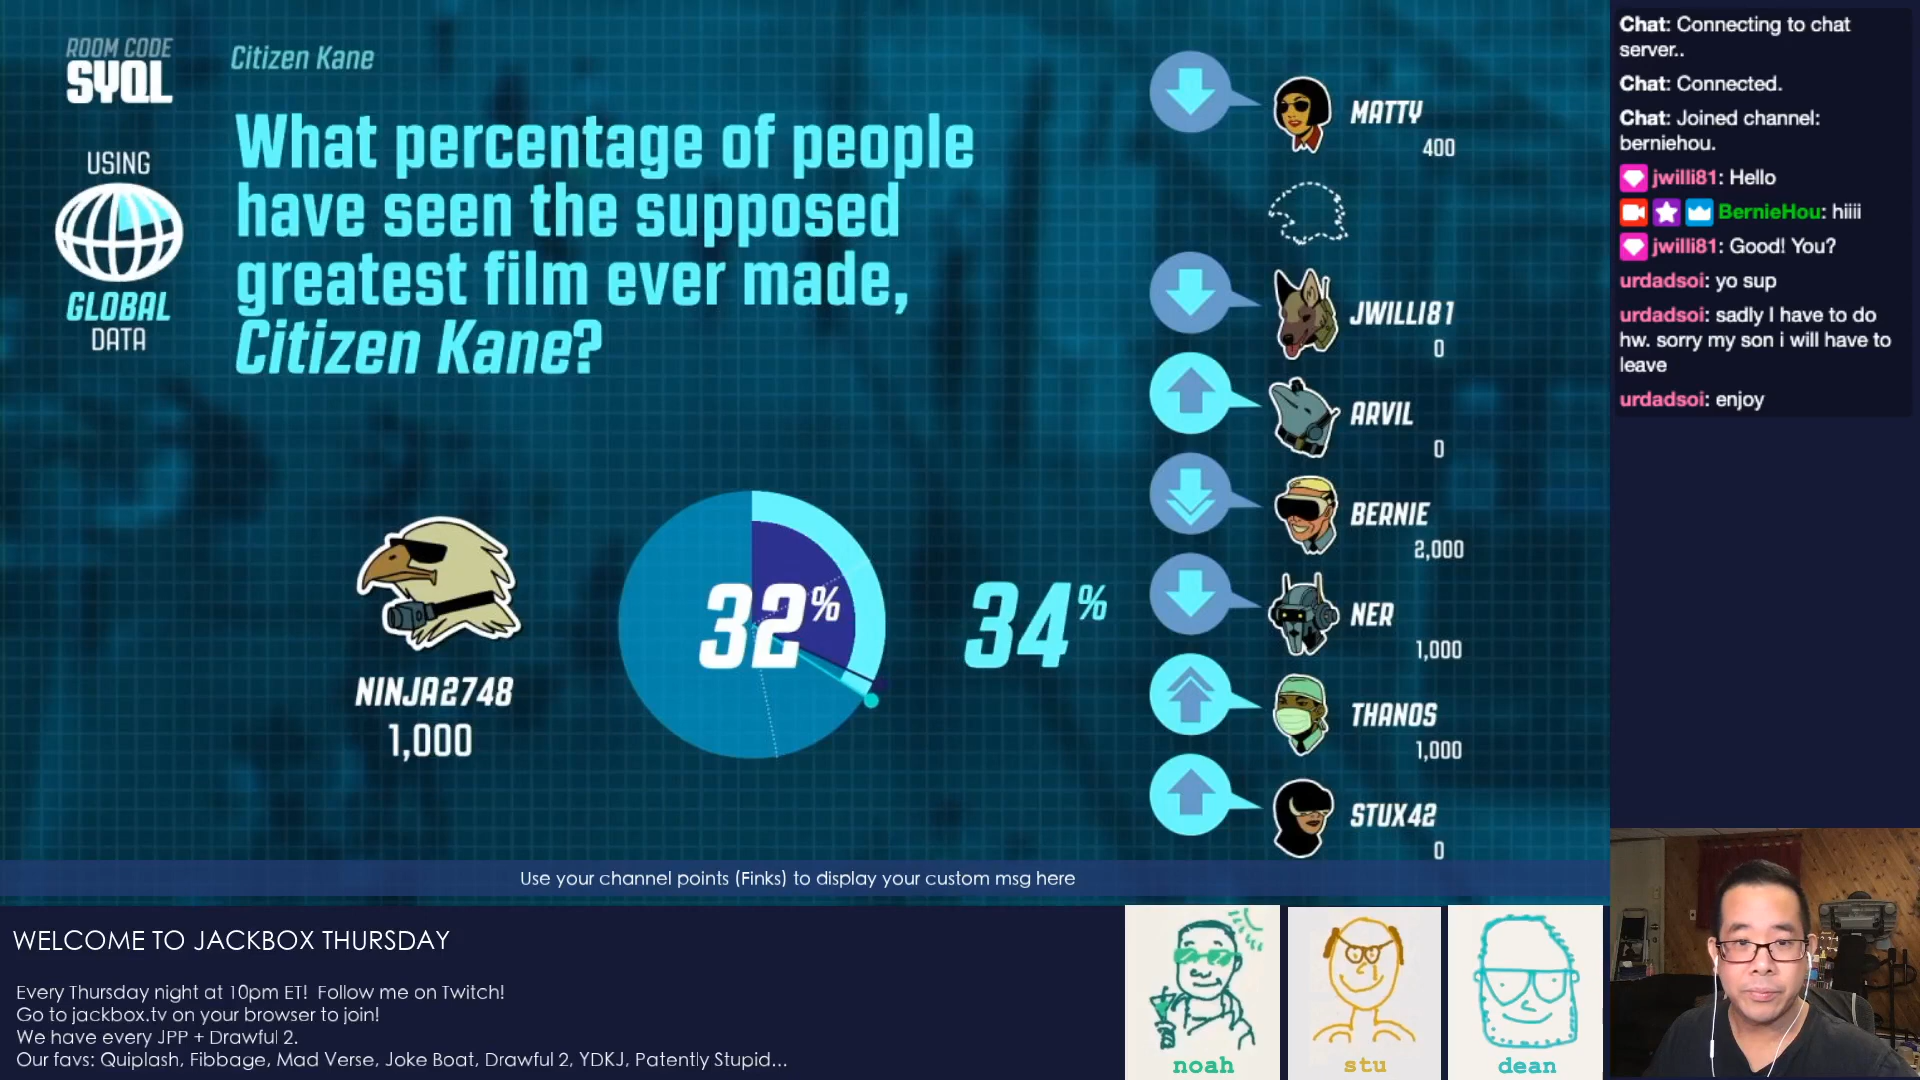 ROOM CODE
SYQL
USING
GLOBAL
DATA
Citizen Kane
What percentage of people
have seen the supposed
greatest film ever made,
Citizen Kane?
NINJA2748
1,000
32%
34%
MATTY
400
JWILLI81
0
ARVIL
0
BERNIE
2,000
NER
1,000
THANOS
1,000
STUX42
0
Use your channel points (Finks) to display your custom msg here
WELCOME TO JACKBOX THURSDAY
Every Thursday night at 10pm ET! Follow me on Twitch!
Go to jackbox.tv on your browser to join!
We have every JPP + Drawful 2.
Our favs: Quiplash, Fibbage, Mad Verse, Joke Boat, Drawful 2, YDKJ, Patently Stupid...
noah
stu
dean
Chat: Connecting to chat
server..
Chat: Connected.
Chat: Joined channel:
berniehou.
jwilli81: Hello
BernieHou: hiiii
jwilli81: Good! You?
urdadsoi: yo sup
urdadsoi: sadly I have to do
hw. sorry my son i will have to
leave
urdadsoi: enjoy